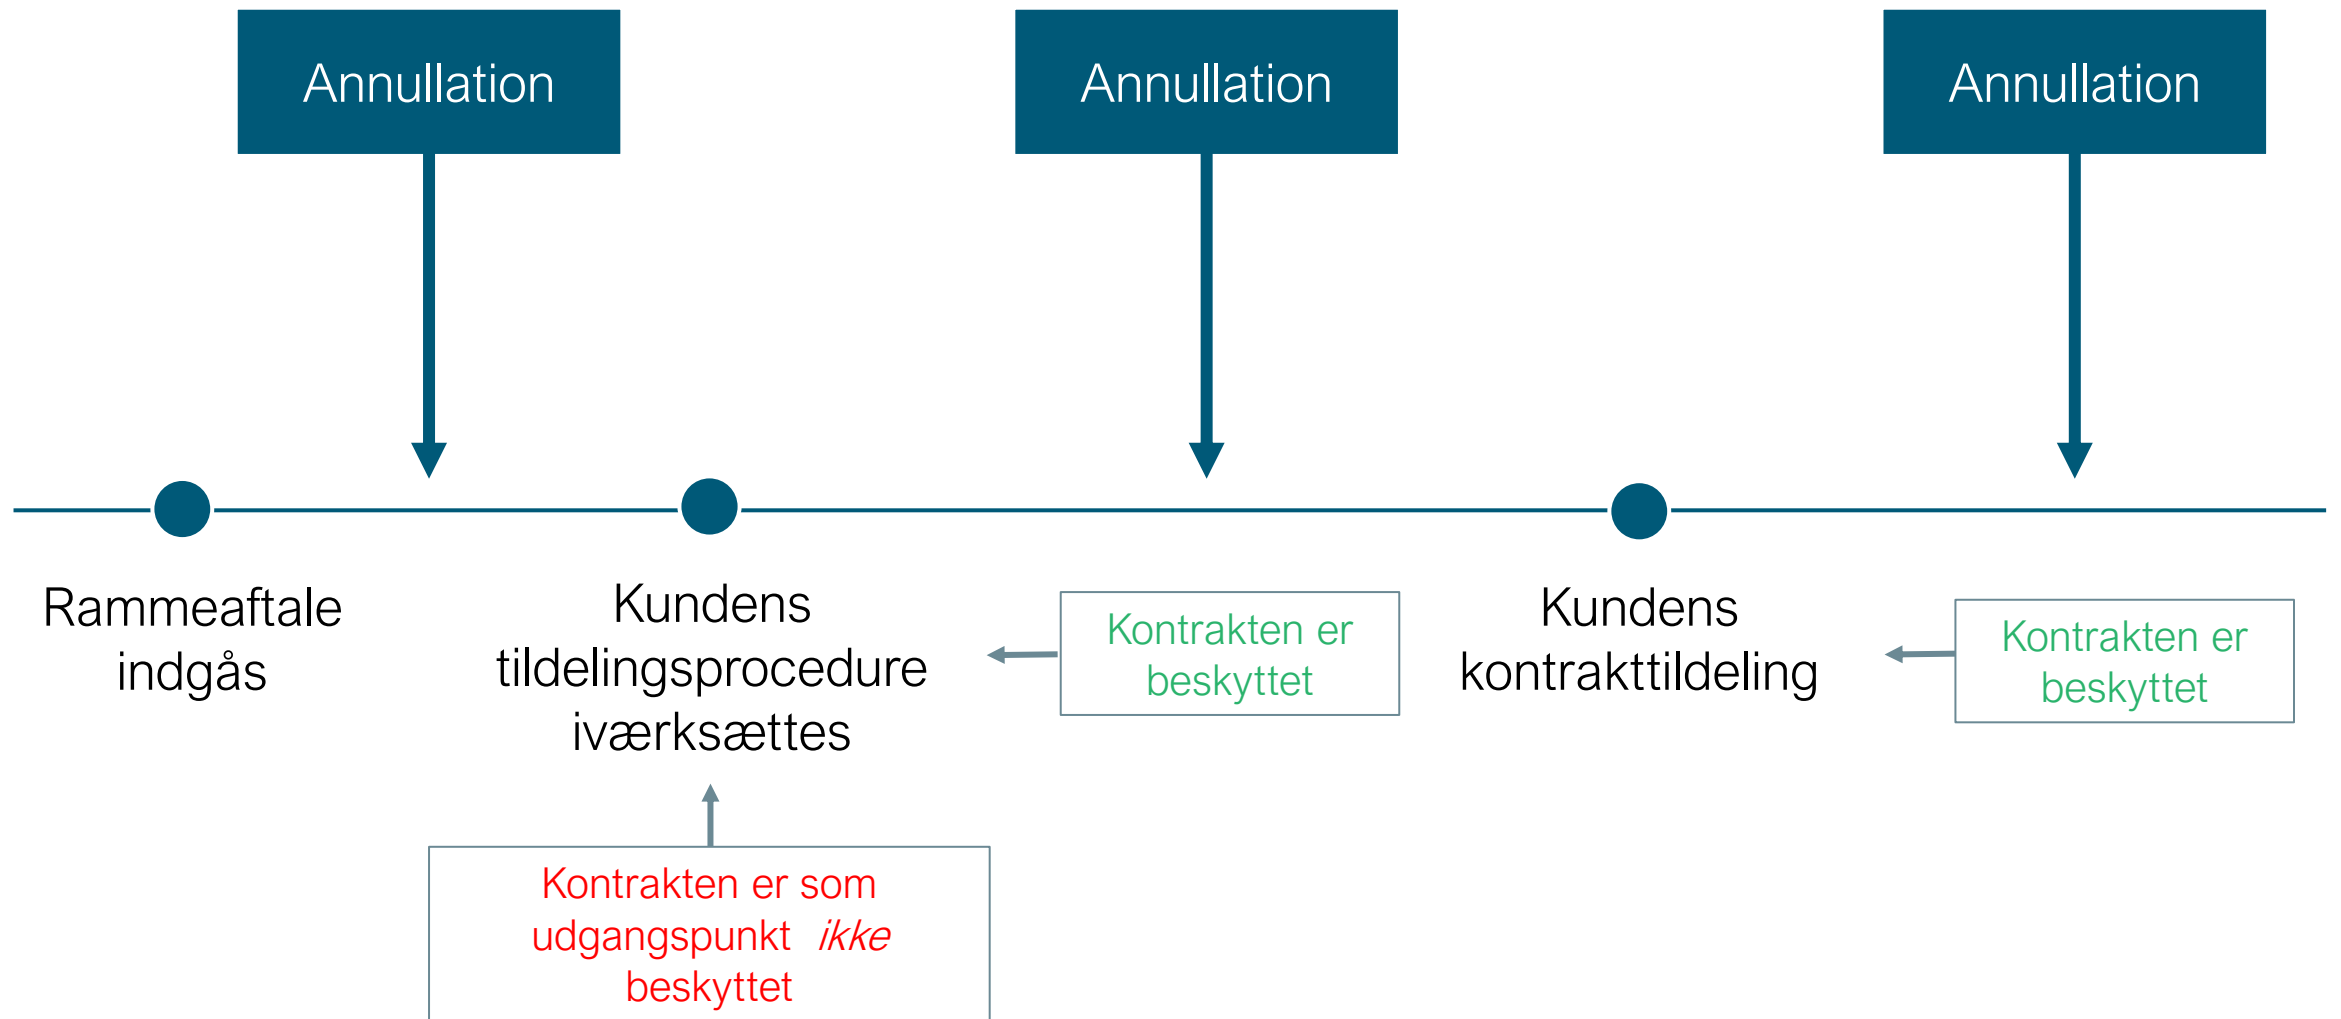 Annullation
Annullation
Annullation
Rammeaftale
indgås
Kundens
tildelingsprocedure
iværksættes
Kontrakten er
beskyttet
Kundens
kontrakttildeling
Kontrakten er
beskyttet
Kontrakten er som
udgangspunkt ikke
beskyttet